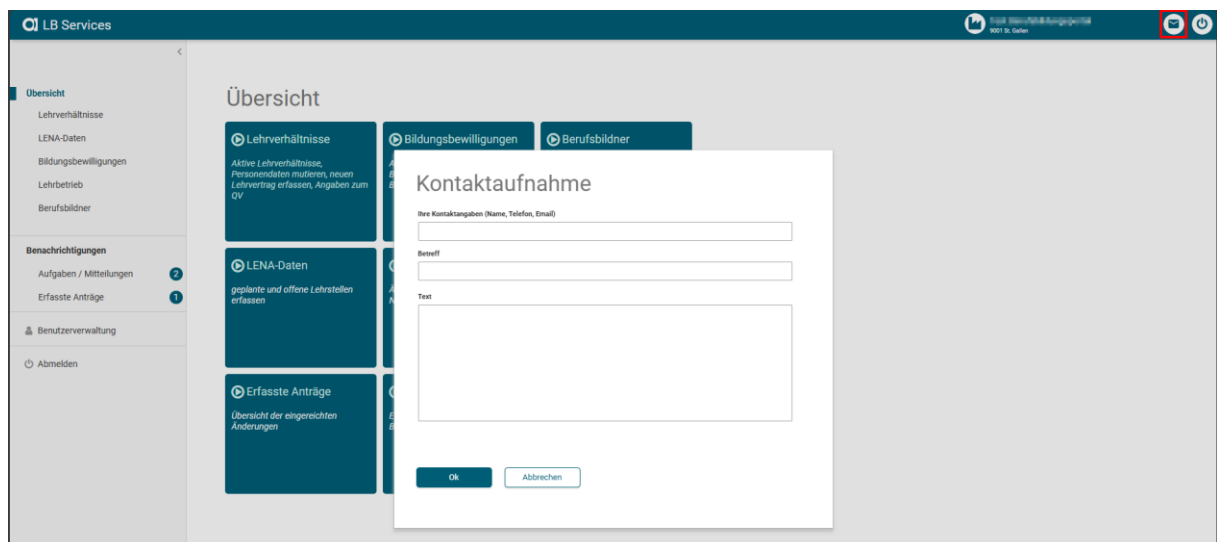 LB Services
9001 St. Gallen
Übersicht
Lehrverhältnisse
LENA-Daten
Bildungsbewilligungen
Lehrbetrieb
Berufsbildner
Benachrichtigungen
Aufgaben / Mitteilungen 2
Erfasste Anträge 1
Benutzerverwaltung
Abmelden
Übersicht
Lehrverhältnisse
Aktive Lehrverhältnisse,
Personendaten mutieren, neuen
Lehrvertrag erfassen, Angaben zum
QV
Bildungsbewilligungen
Berufsbildner
LENA-Daten
geplante und offene Lehrstellen
erfassen
Erfasste Anträge
Übersicht der eingereichten
Änderungen
Kontaktaufnahme
Ihre Kontaktangaben (Name, Telefon, Email)
Betreff
Text
Ok
Abbrechen